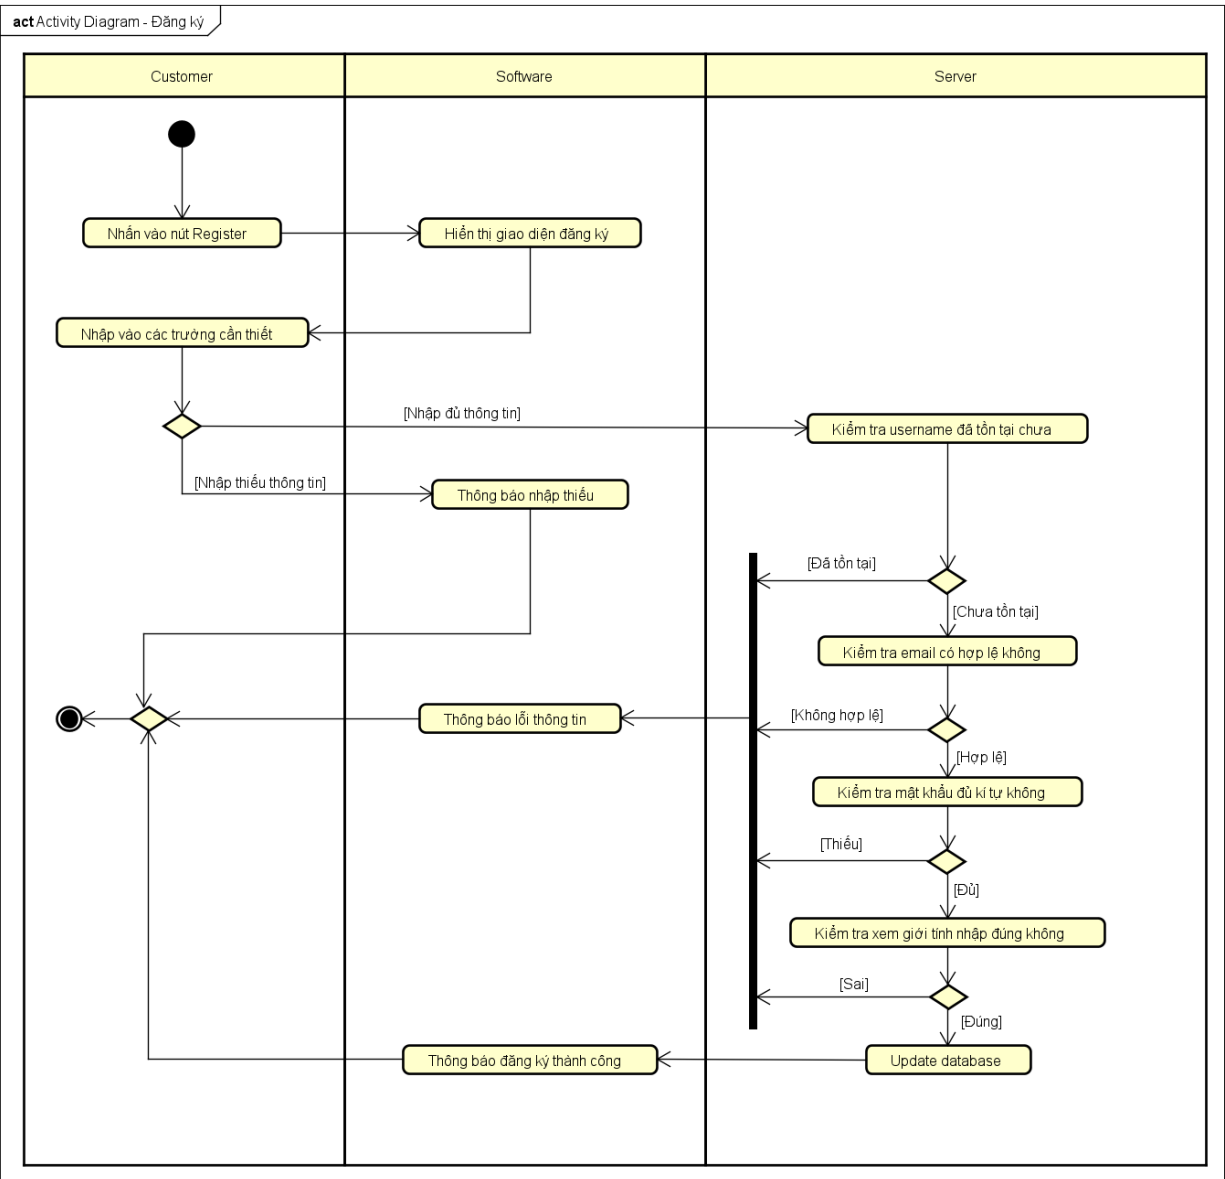 act Activity Diagram - Đăng ký
Customer
Software
Server
Nhấn vào nút Register
Hiển thị giao diện đăng ký
Nhập vào các trường cần thiết
[Nhập đủ thông tin]
Kiểm tra username đã tồn tại chưa
[Nhập thiếu thông tin]
Thông báo nhập thiếu
[Đã tồn tại]
[Chưa tồn tại]
Kiểm tra email có hợp lệ không
Thông báo lỗi thông tin
[Không hợp lệ]
[Hợp lệ]
Kiểm tra mật khẩu đủ kí tự không
[Thiếu]
[Đủ]
Kiểm tra xem giới tính nhập đúng không
[Sai]
[Đúng]
Thông báo đăng ký thành công
Update database